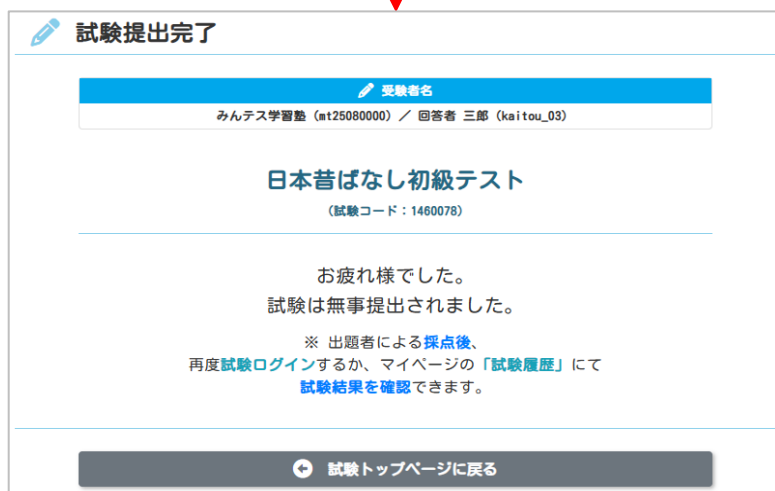 試験提出完了
受験者名
みんテス学習塾（mt25080000）／ 回答者 三郎（kaitou_03）
日本昔ばなし初級テスト
（試験コード：1460078）
お疲れ様でした。
試験は無事提出されました。
※ 出題者による採点後、
再度試験ログインするか、マイページの「試験履歴」にて
試験結果を確認できます。
試験トップページに戻る